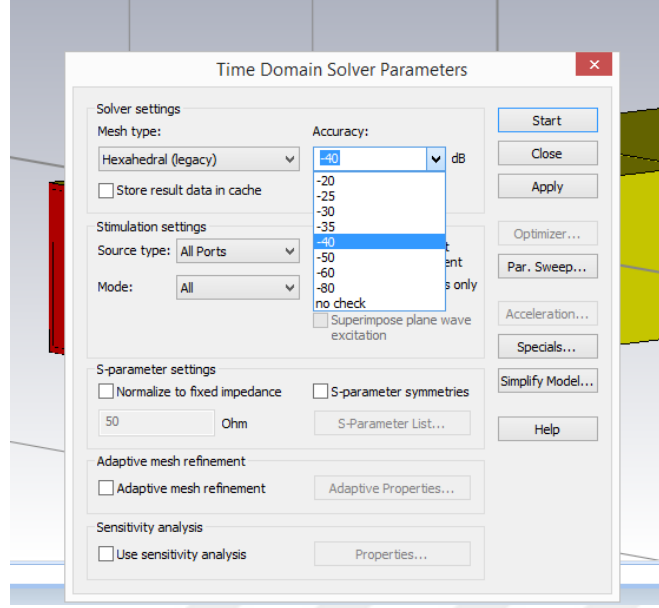 Time Domain Solver Parameters
Solver settings
Mesh type:
Accuracy:
Hexahedral (legacy)
-40
dB
Store result data in cache
-20
-25
-30
-35
-40
-50
-60
-80
no check
Stimulation settings
Source type: All Ports
Mode: All
t
ent
s only
Superimpose plane wave
excitation
S-parameter settings
Normalize to fixed impedance
S-parameter symmetries
50
Ohm
S-Parameter List...
Adaptive mesh refinement
Adaptive mesh refinement
Adaptive Properties...
Sensitivity analysis
Use sensitivity analysis
Properties...
Start
Close
Apply
Optimizer...
Par. Sweep...
Acceleration...
Specials...
Simplify Model...
Help